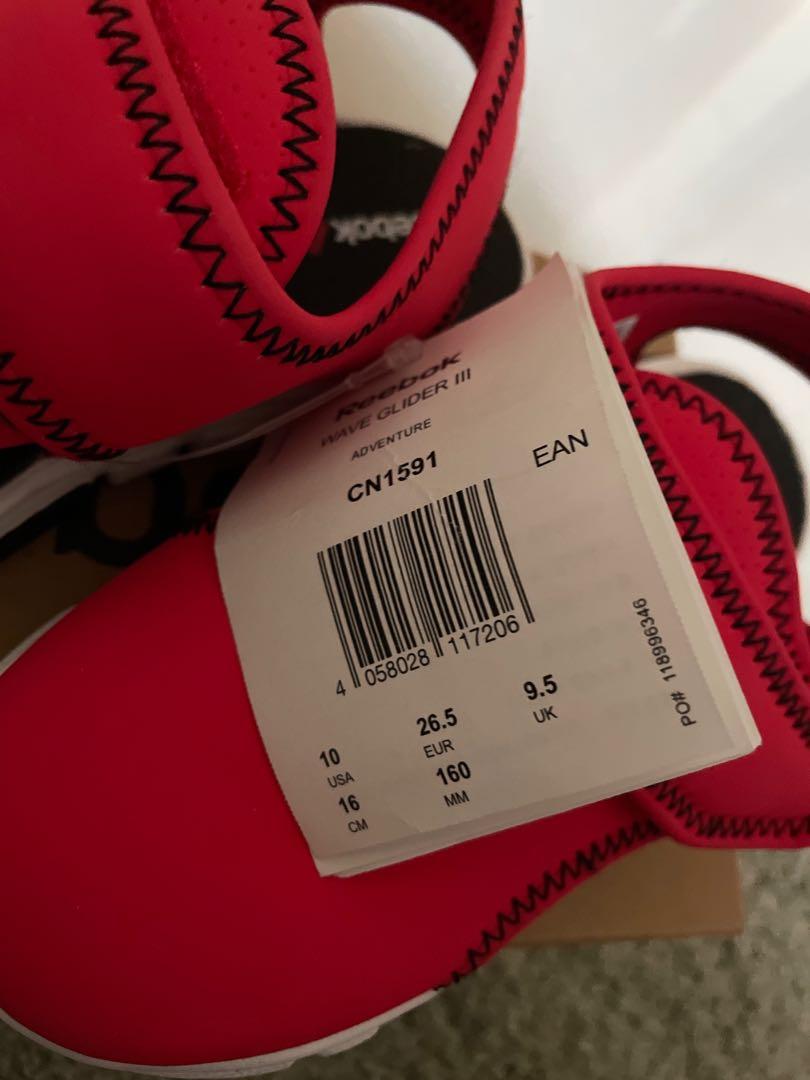 Reebok
Reebok
WAVE GLIDER III
ADVENTURE
CN1591
EAN
4 058028 117206
10 26.5 9.5
USA EUR UK
16 160
CM MM
PO# 118996346